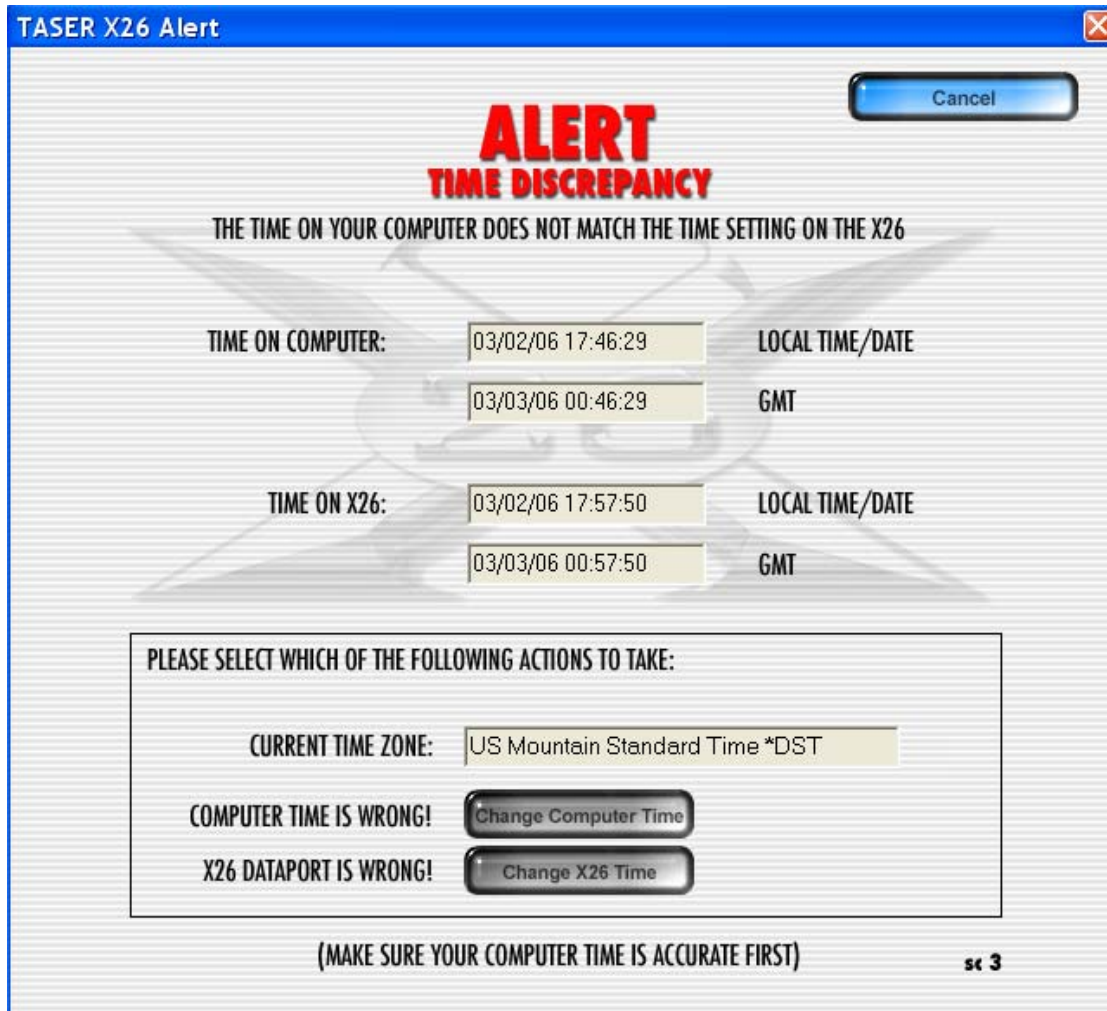 TASER X26 Alert
Cancel
ALERT
TIME DISCREPANCY
THE TIME ON YOUR COMPUTER DOES NOT MATCH THE TIME SETTING ON THE X26
TIME ON COMPUTER: 03/02/06 17:46:29 LOCAL TIME/DATE
03/03/06 00:46:29 GMT
TIME ON X26: 03/02/06 17:57:50 LOCAL TIME/DATE
03/03/06 00:57:50 GMT
PLEASE SELECT WHICH OF THE FOLLOWING ACTIONS TO TAKE:
CURRENT TIME ZONE: US Mountain Standard Time *DST
COMPUTER TIME IS WRONG! Change Computer Time
X26 DATAPORT IS WRONG! Change X26 Time
(MAKE SURE YOUR COMPUTER TIME IS ACCURATE FIRST)
sc 3